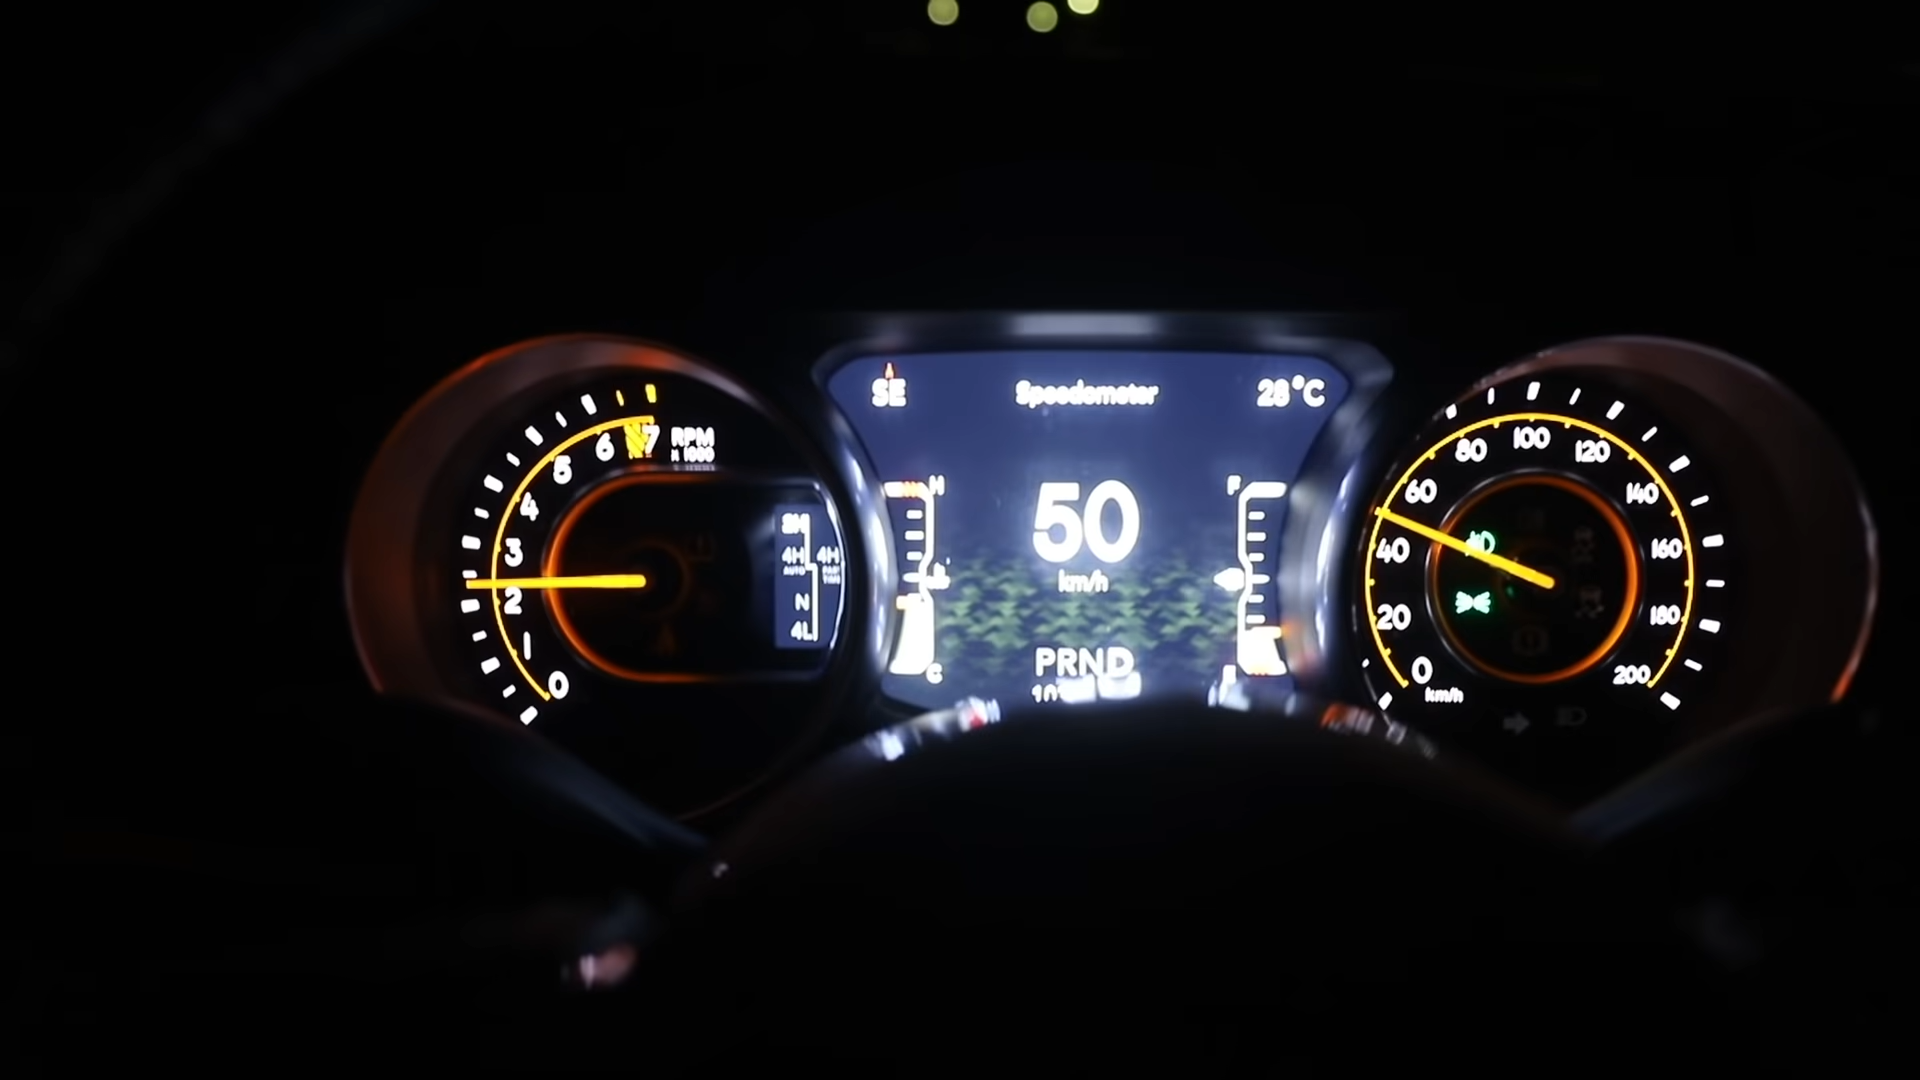 SE Speedometer 28°C
7 RPM
6 x 1000
5
4
3
2
1
0
2H
4H 4H
AUTO PART
TIME
N
4L
H
C
50
km/h
PRND
F
100
80 120
60 140
40 160
20 180
0 200
km/h